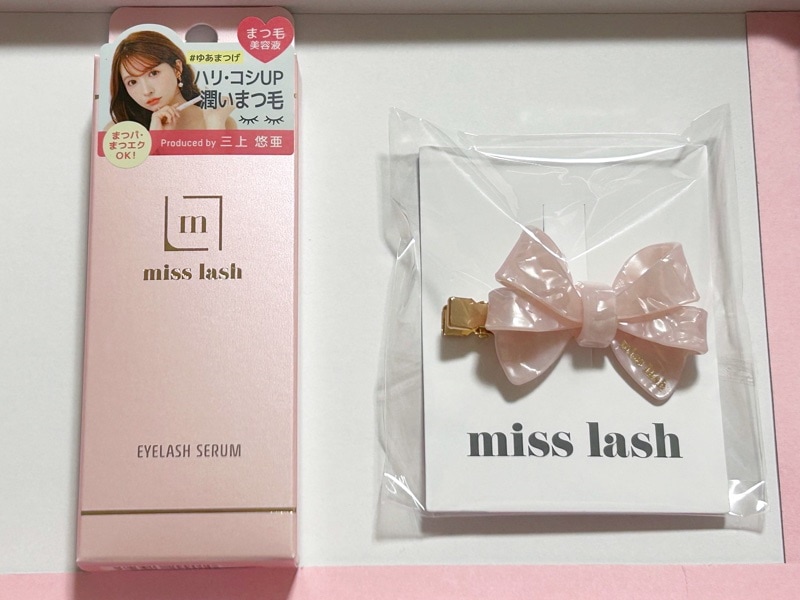 まつ毛
美容液
#ゆあまつげ
ハリ・コシUP
潤いまつ毛
まつパ・
まつエク
OK!
Produced by 三上 悠亜
m
miss lash
EYELASH SERUM
miss lash
miss lash